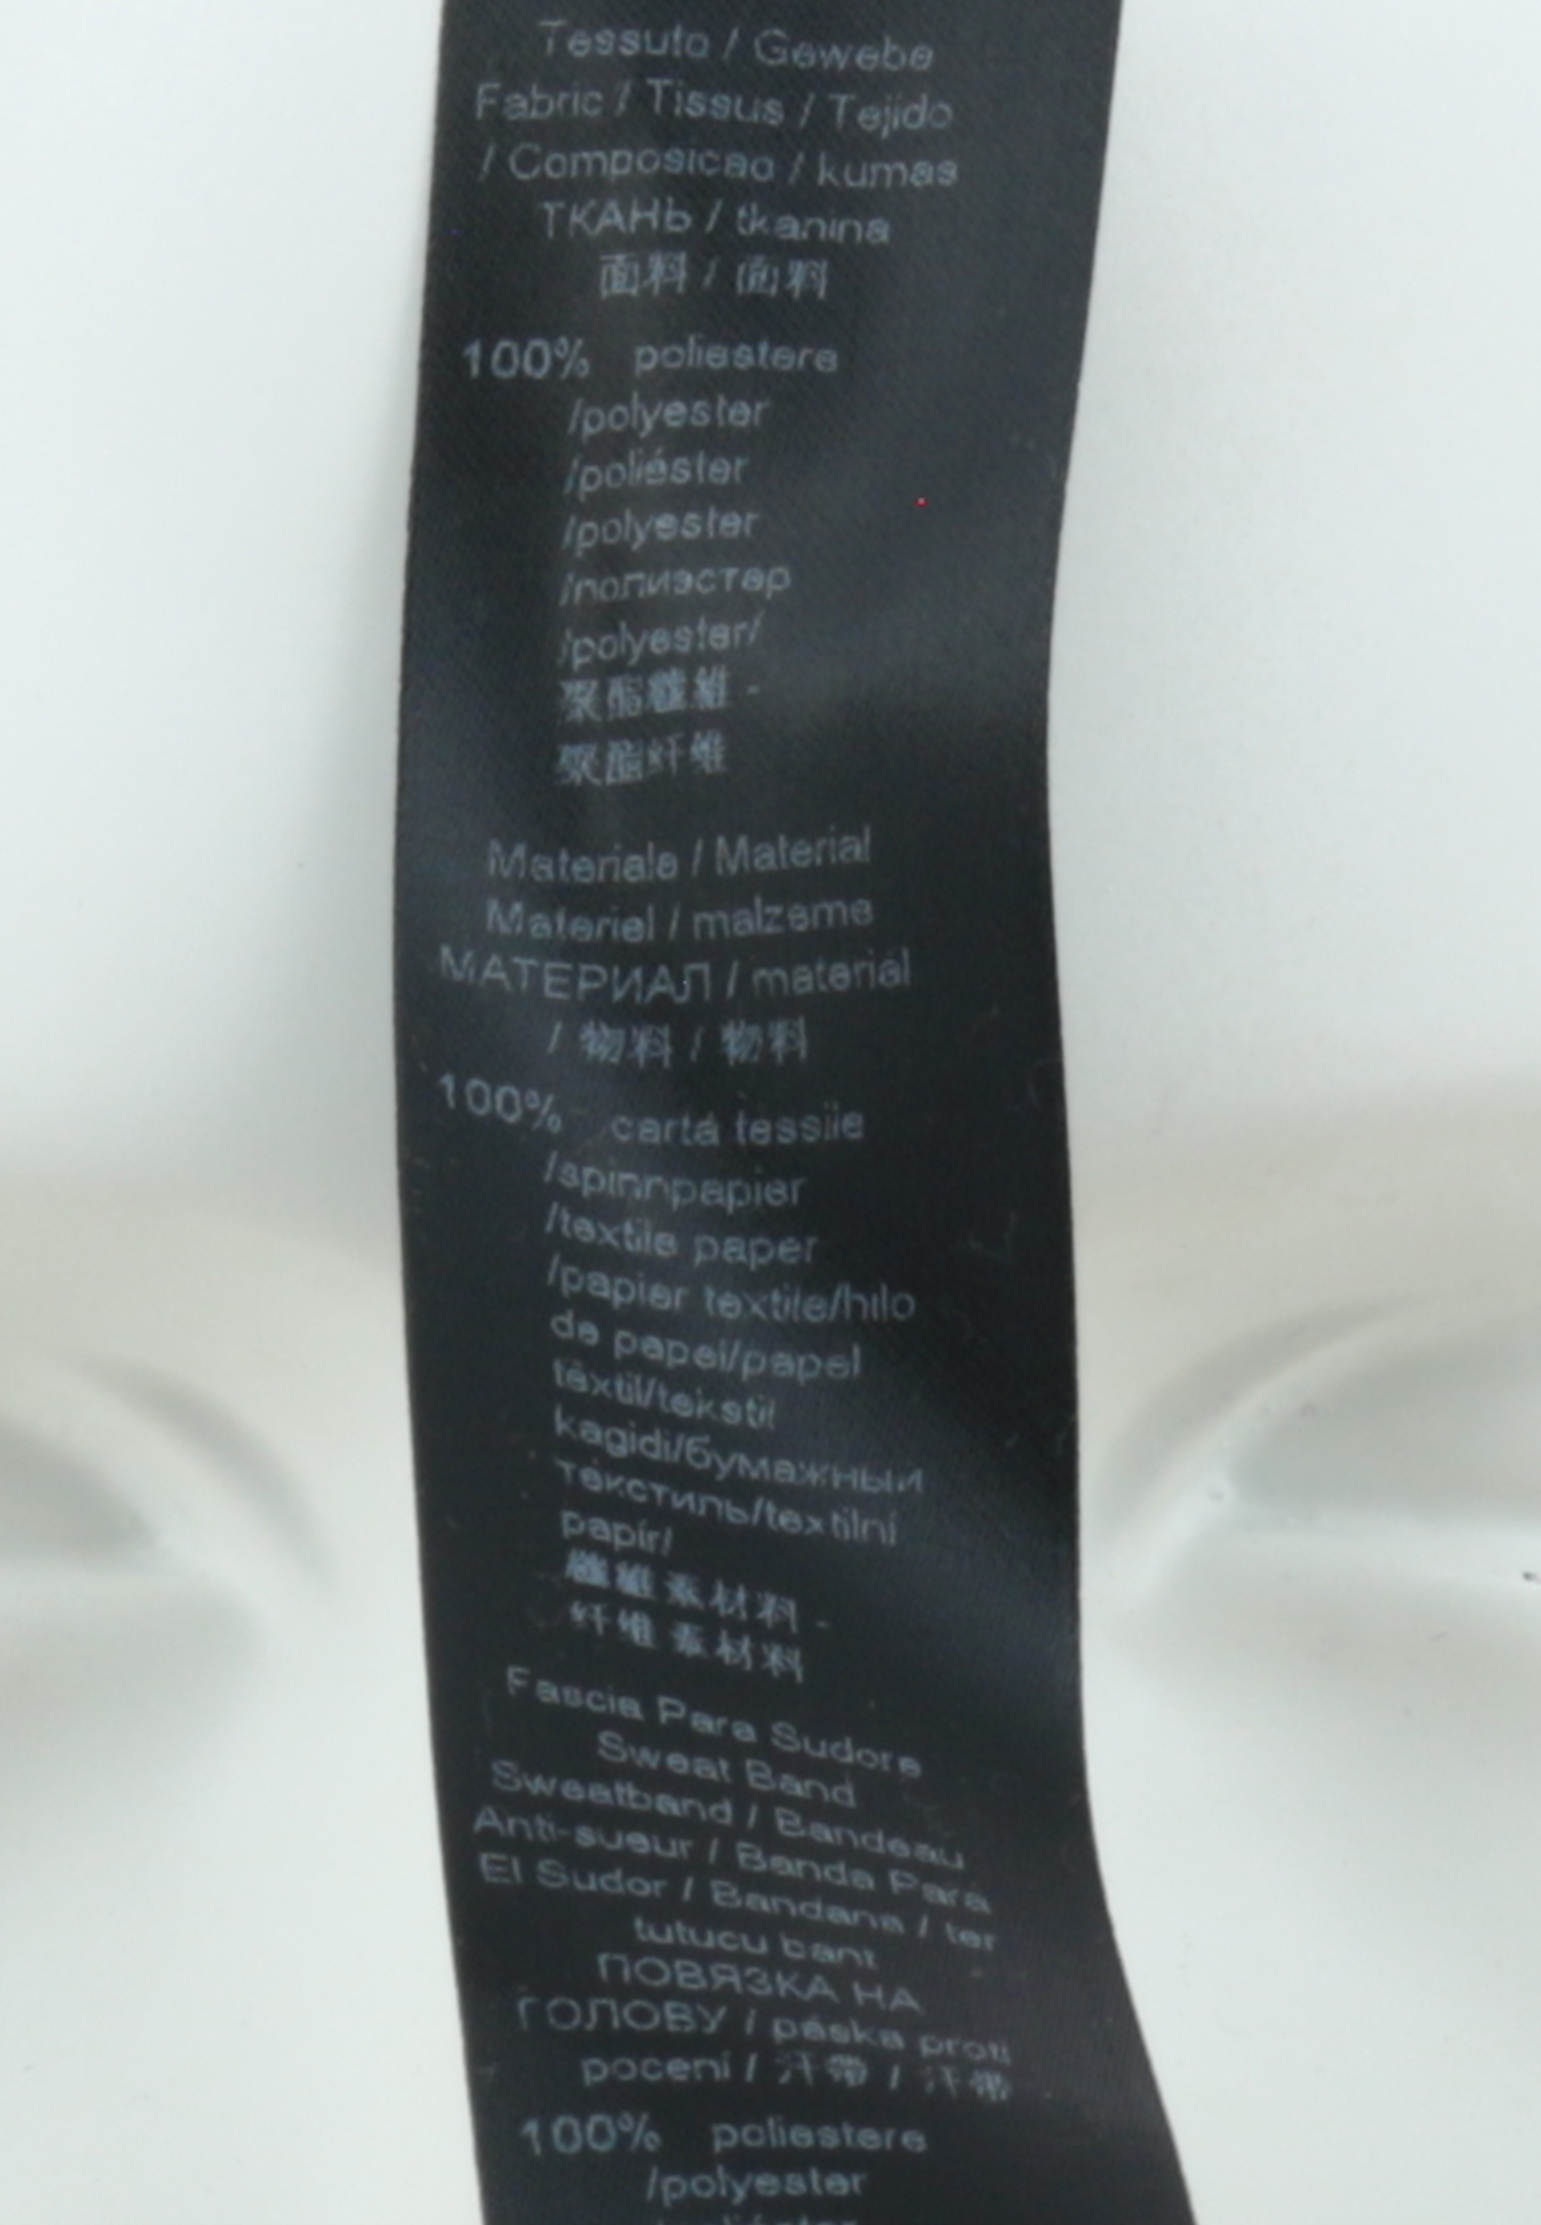 Tessuto / Gewebe
Fabric / Tissus / Tejido
/ Composicao / kumas
ТКАНЬ / tkanina
面料 / 面料
100% poliestere
/polyester
/poliéster
/polyester
/полиэстер
/polyester/
聚酯纖維 -
聚酯纤维
Materiale / Material
Materiel / malzeme
МАТЕРИАЛ / material
/ 物料 / 物料
100% carta tessile
/spinnpapier
/textile paper
/papier textile/hilo
de papel/papel
textil/tekstil
kagidi/бумажный
текстиль/textilní
papír/
纖維素材料 -
纤维素材料
Fascia Para Sudore
Sweat Band
Sweatband / Bandeau
Anti-sueur / Banda Para
El Sudor / Bandana / ter
tutucu bant
ПОВЯЗКА НА
ГОЛОВУ / páska proti
pocení / 汗帶 / 汗带
100% poliestere
/polyester